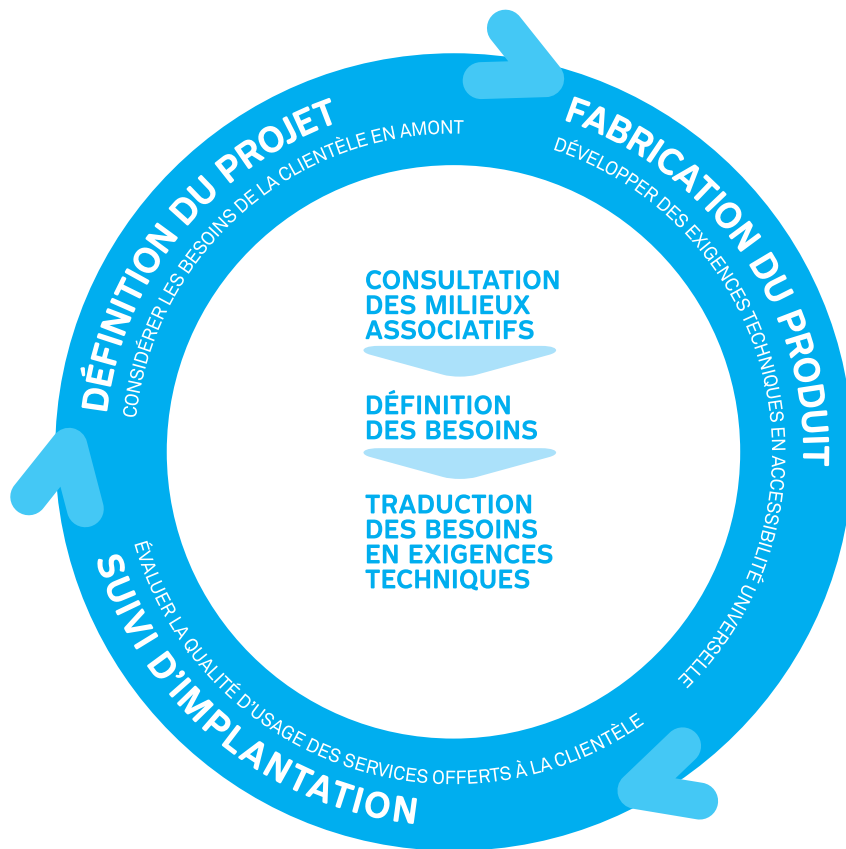 DÉFINITION DU PROJET
CONSIDÉRER LES BESOINS DE LA CLIENTÈLE EN AMONT
FABRICATION DU PRODUIT
DÉVELOPPER DES EXIGENCES TECHNIQUES EN ACCESSIBILITÉ UNIVERSELLE
SUIVI D'IMPLANTATION
ÉVALUER LA QUALITÉ D'USAGE DES SERVICES OFFERTS À LA CLIENTÈLE
CONSULTATION
DES MILIEUX
ASSOCIATIFS
DÉFINITION
DES BESOINS
TRADUCTION
DES BESOINS
EN EXIGENCES
TECHNIQUES